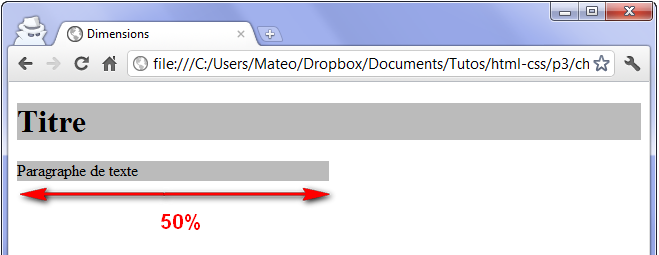 Dimensions
file:///C:/Users/Mateo/Dropbox/Documents/Tutos/html-css/p3/ch
Titre
Paragraphe de texte
50%